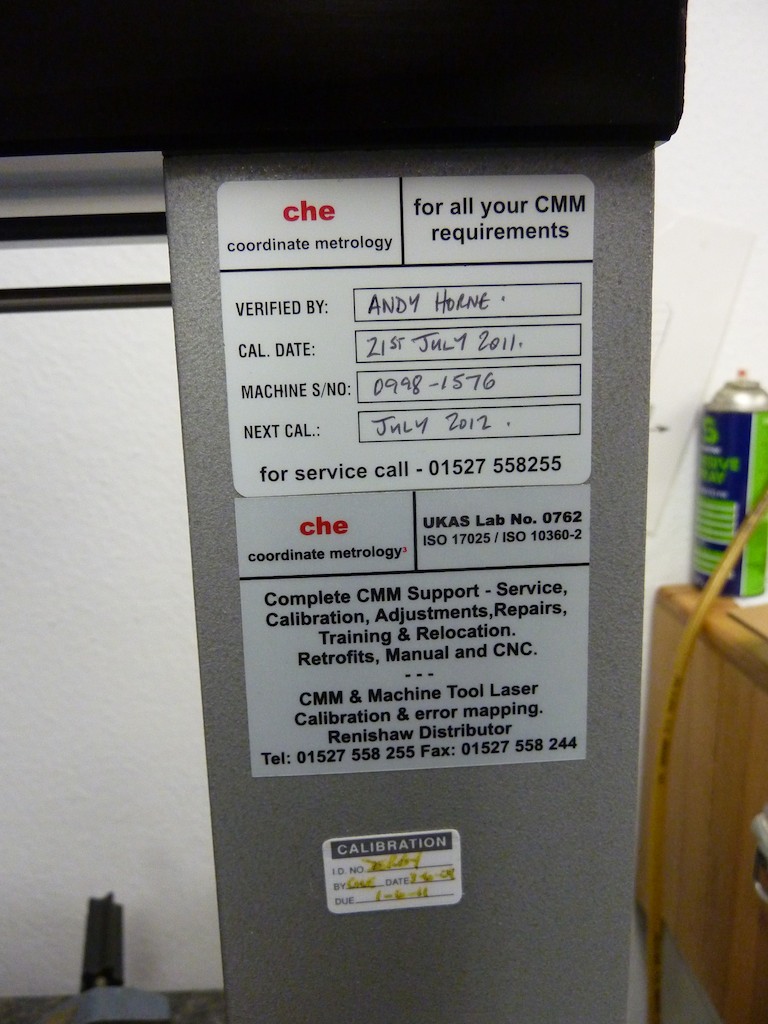 che
coordinate metrology
for all your CMM
requirements
VERIFIED BY: ANDY HORNE.
CAL. DATE: 21ST JULY 2011.
MACHINE S/NO: 0998-1576
NEXT CAL.: JULY 2012.
for service call - 01527 558255
che
coordinate metrology³
UKAS Lab No. 0762
ISO 17025 / ISO 10360-2
Complete CMM Support - Service,
Calibration, Adjustments,Repairs,
Training & Relocation.
Retrofits, Manual and CNC.
- - -
CMM & Machine Tool Laser
Calibration & error mapping.
Renishaw Distributor
Tel: 01527 558 255 Fax: 01527 558 244
CALIBRATION
I.D. NO.
BY DATE
DUE